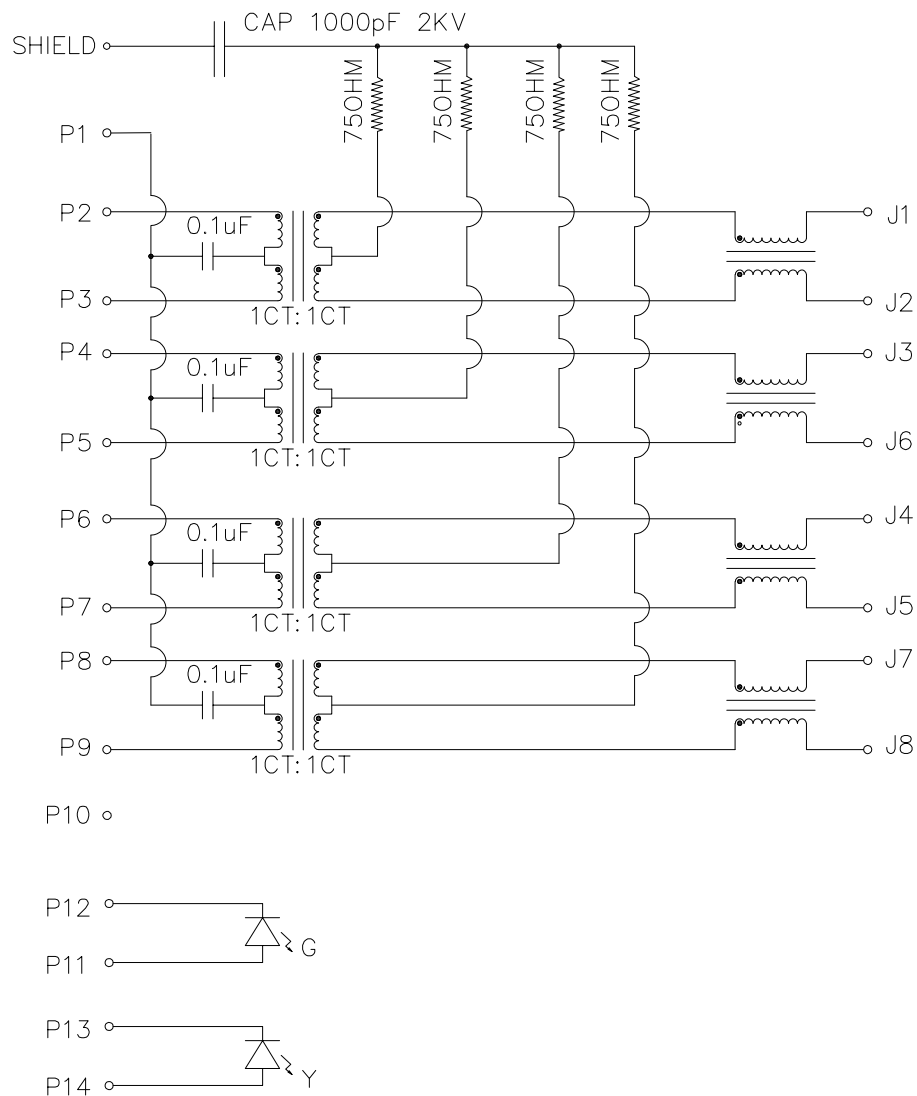 CAP 1000pF 2KV
SHIELD
75OHM
75OHM
75OHM
75OHM
P1
P2
0.1uF
J1
P3
1CT:1CT
J2
P4
0.1uF
J3
P5
1CT:1CT
J6
P6
0.1uF
J4
P7
1CT:1CT
J5
P8
0.1uF
J7
P9
1CT:1CT
J8
P10
P12
G
P11
P13
Y
P14